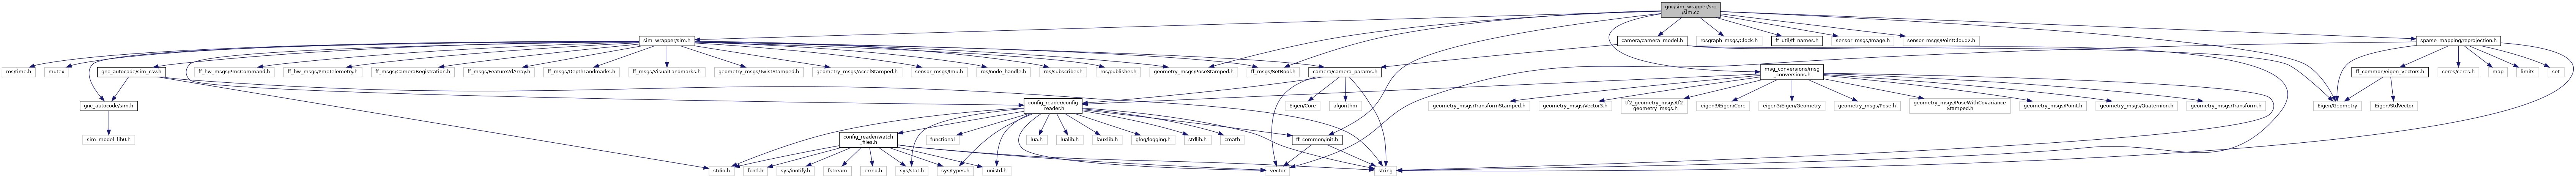 gnc/sim_wrapper/src
/sim.cc
sim_wrapper/sim.h
camera/camera_model.h
rosgraph_msgs/Clock.h
ff_util/ff_names.h
sensor_msgs/Image.h
sensor_msgs/PointCloud2.h
sparse_mapping/reprojection.h
ros/time.h
mutex
gnc_autocode/sim_csv.h
ff_hw_msgs/PmcCommand.h
ff_hw_msgs/PmcTelemetry.h
ff_msgs/CameraRegistration.h
ff_msgs/Feature2dArray.h
ff_msgs/DepthLandmarks.h
ff_msgs/VisualLandmarks.h
geometry_msgs/TwistStamped.h
geometry_msgs/AccelStamped.h
sensor_msgs/Imu.h
ros/node_handle.h
ros/subscriber.h
ros/publisher.h
geometry_msgs/PoseStamped.h
ff_msgs/SetBool.h
camera/camera_params.h
msg_conversions/msg
_conversions.h
ff_common/eigen_vectors.h
ceres/ceres.h
map
limits
set
gnc_autocode/sim.h
config_reader/config
_reader.h
Eigen/Core
algorithm
geometry_msgs/TransformStamped.h
geometry_msgs/Vector3.h
tf2_geometry_msgs/tf2
_geometry_msgs.h
eigen3/Eigen/Core
eigen3/Eigen/Geometry
geometry_msgs/Pose.h
geometry_msgs/PoseWithCovariance
Stamped.h
geometry_msgs/Point.h
geometry_msgs/Quaternion.h
geometry_msgs/Transform.h
Eigen/Geometry
Eigen/StdVector
sim_model_lib0.h
config_reader/watch
_files.h
functional
lua.h
lualib.h
lauxlib.h
glog/logging.h
stdlib.h
cmath
ff_common/init.h
stdio.h
fcntl.h
sys/inotify.h
fstream
errno.h
sys/stat.h
sys/types.h
unistd.h
vector
string